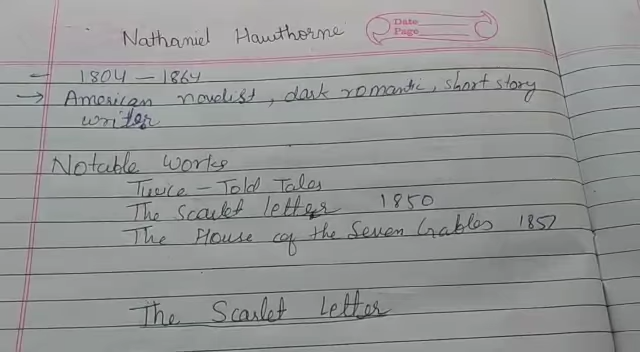 Nathaniel Hawthorne
Date
Page
- 1804 - 1864
→ American novelist, dark romantic, short story
writer
Notable Works
Twice - Told Tales
The Scarlet letter 1850
The House of the Seven Gables 1851
The Scarlet Letter